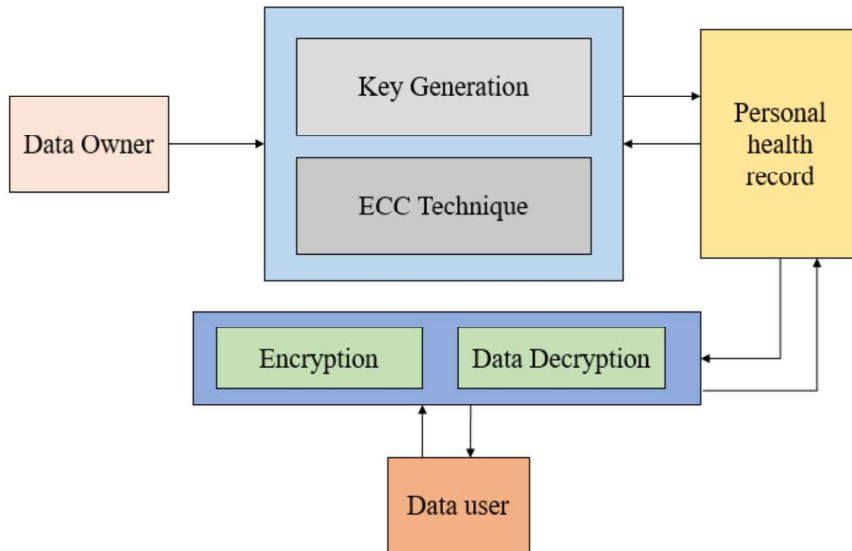 Key Generation
Data Owner
ECC Technique
Personal
health
record
Encryption
Data Decryption
Data user